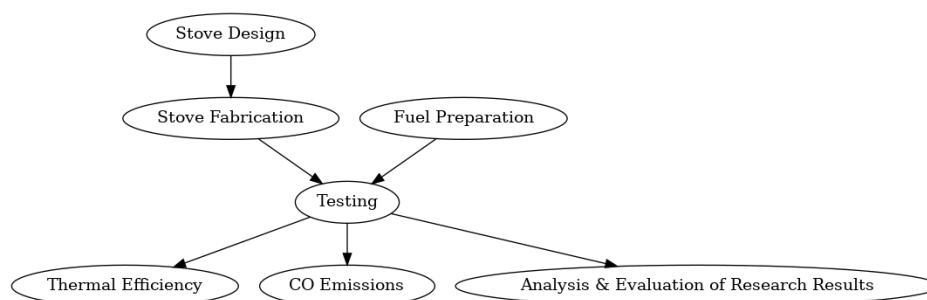 Stove Design
Stove Fabrication
Fuel Preparation
Testing
Thermal Efficiency
CO Emissions
Analysis & Evaluation of Research Results